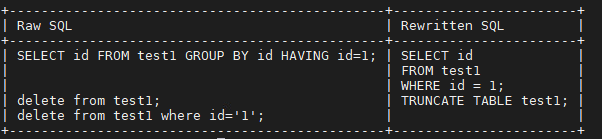 +------------------------------------------------+-----------------------+
| Raw SQL                                        | Rewritten SQL         |
+------------------------------------------------+-----------------------+
| SELECT id FROM test1 GROUP BY id HAVING id=1; | SELECT id             |
|                                                | FROM test1            |
|                                                | WHERE id = 1;         |
| delete from test1;                             | TRUNCATE TABLE test1; |
| delete from test1 where id='1';                |                       |
+------------------------------------------------+-----------------------+